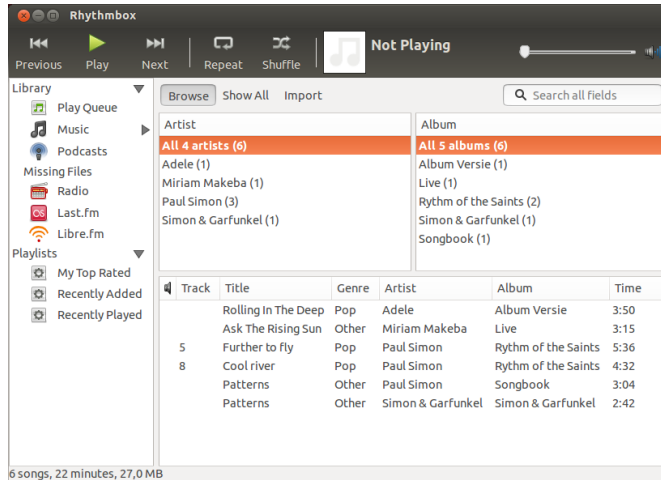 Rhythmbox
Previous Play Next Repeat Shuffle Not Playing
Library
Play Queue
Music
Podcasts
Missing Files
Radio
Last.fm
Libre.fm
Playlists
My Top Rated
Recently Added
Recently Played
Browse Show All Import Search all fields
Artist
All 4 artists (6)
Adele (1)
Miriam Makeba (1)
Paul Simon (3)
Simon & Garfunkel (1)
Album
All 5 albums (6)
Album Versie (1)
Live (1)
Rythm of the Saints (2)
Simon & Garfunkel (1)
Songbook (1)
Track Title Genre Artist Album Time
Rolling In The Deep Pop Adele Album Versie 3:50
Ask The Rising Sun Other Miriam Makeba Live 3:15
5 Further to fly Pop Paul Simon Rythm of the Saints 5:36
8 Cool river Pop Paul Simon Rythm of the Saints 4:32
Patterns Other Paul Simon Songbook 3:04
Patterns Other Simon & Garfunkel Simon & Garfunkel 2:42
6 songs, 22 minutes, 27,0 MB